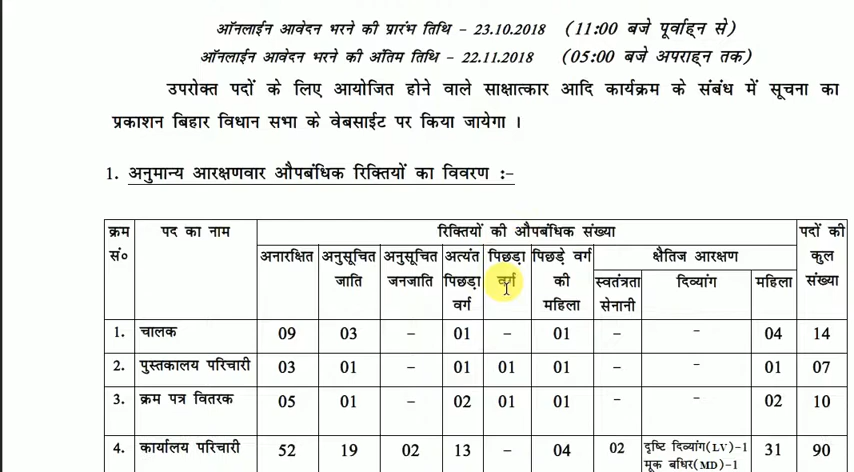 ऑनलाईन आवेदन भरने की प्रारंभ तिथि - 23.10.2018 (11:00 बजे पूर्वाह्न से)
ऑनलाईन आवेदन भरने की अंतिम तिथि - 22.11.2018 (05:00 बजे अपराह्न तक)
उपरोक्त पदों के लिए आयोजित होने वाले साक्षात्कार आदि कार्यक्रम के संबंध में सूचना का
प्रकाशन बिहार विधान सभा के वेबसाईट पर किया जायेगा ।
1. अनुमान्य आरक्षणवार औपबंधिक रिक्तियों का विवरण :-
क्रम सं० पद का नाम रिक्तियों की औपबंधिक संख्या पदों की कुल संख्या
अनारक्षित अनुसूचित जाति अनुसूचित जनजाति अत्यंत पिछड़ा वर्ग पिछड़ा वर्ग पिछड़े वर्ग की महिला क्षैतिज आरक्षण
स्वतंत्रता सेनानी दिव्यांग महिला
1. चालक 09 03 - 01 - 01 - - 04 14
2. पुस्तकालय परिचारी 03 01 - 01 01 01 - - 01 07
3. क्रम पत्र वितरक 05 01 - 02 01 01 - - 02 10
4. कार्यालय परिचारी 52 19 02 13 - 04 02 दृष्टि दिव्यांग(LV)-1 31 90
मूक बधिर(MD)-1